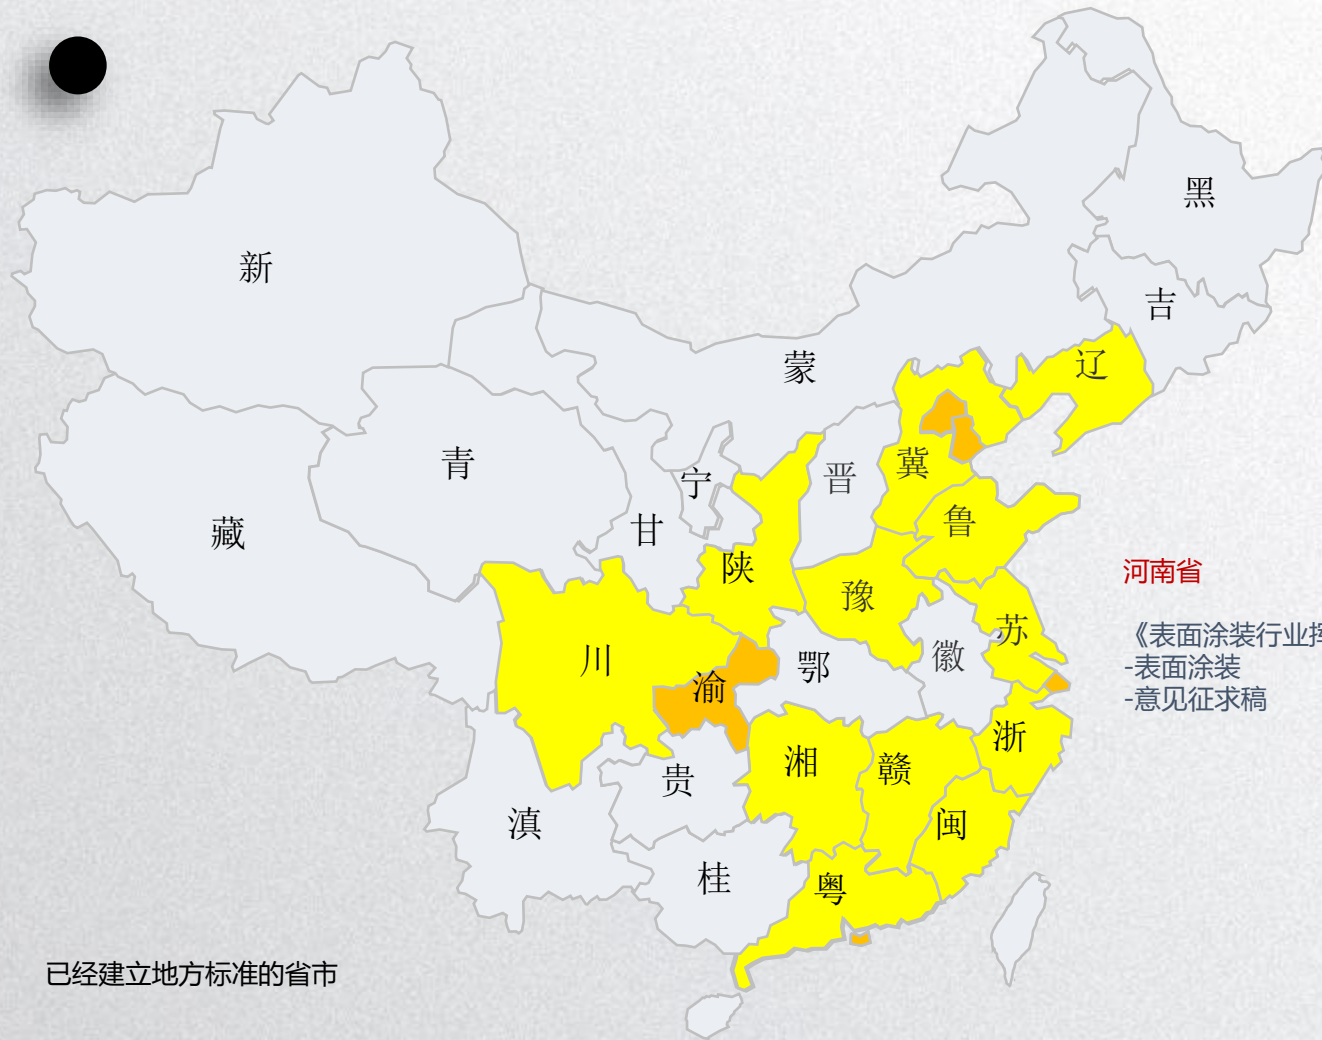 黑
新
吉
蒙
辽
青
宁
晋
冀
藏
甘
鲁
陕
豫
河南省
川
渝
鄂
徽
苏
《表面涂装行业挥
-表面涂装
-意见征求稿
湘
赣
浙
贵
滇
闽
桂
粤
已经建立地方标准的省市